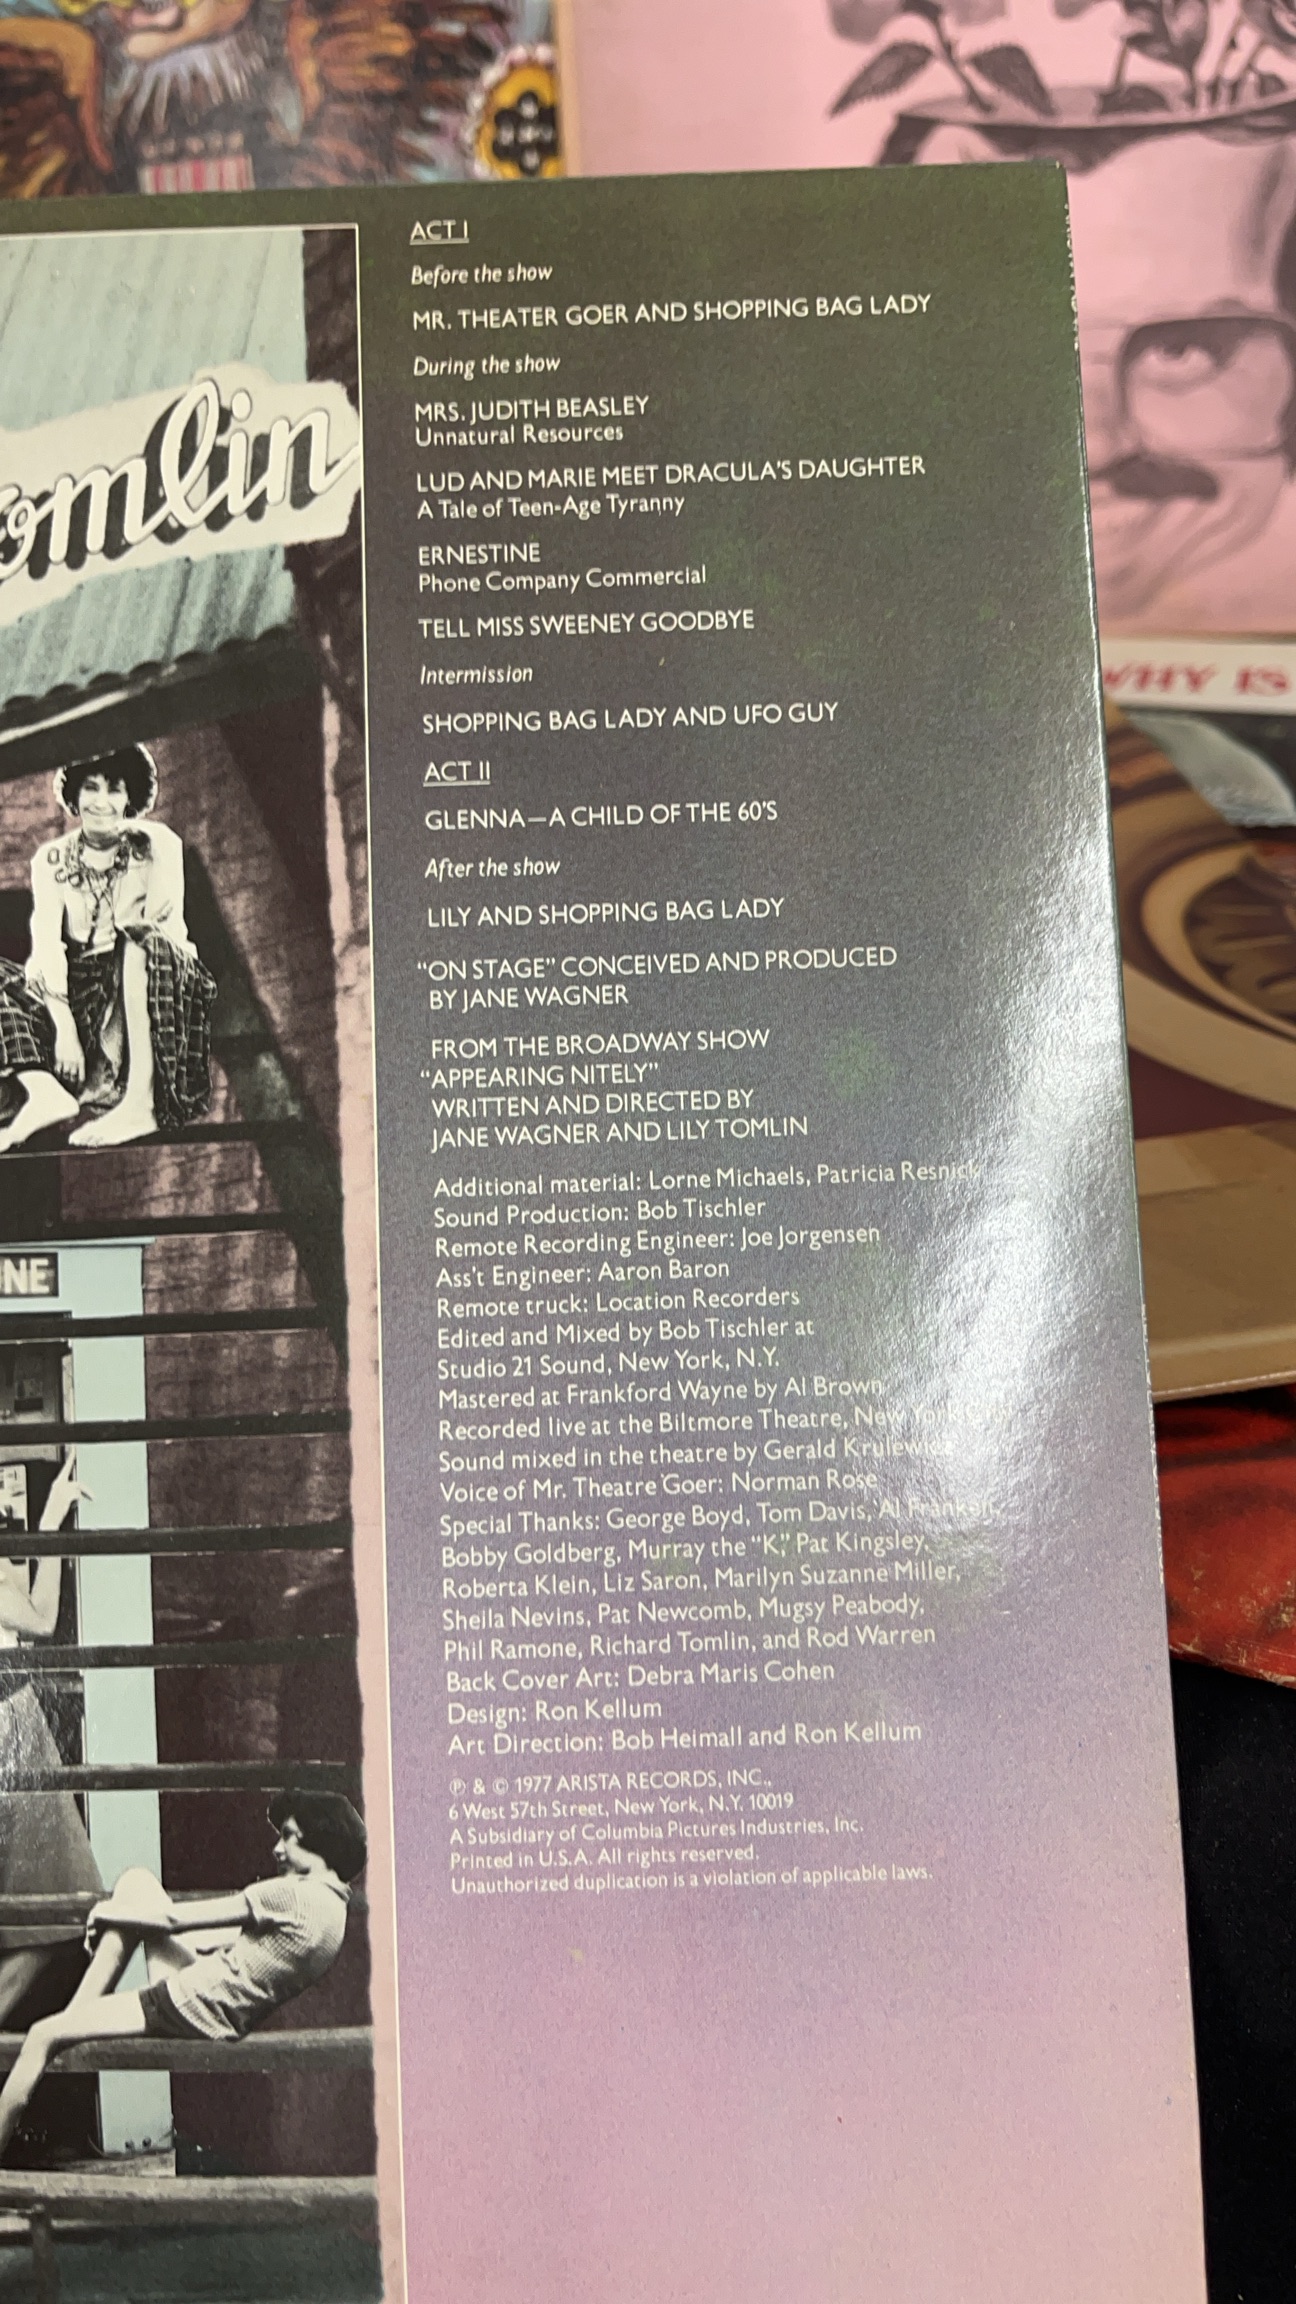 omlin
NE
WHY IS
ACT I
Before the show
MR. THEATER GOER AND SHOPPING BAG LADY
During the show
MRS. JUDITH BEASLEY
Unnatural Resources
LUD AND MARIE MEET DRACULA'S DAUGHTER
A Tale of Teen-Age Tyranny
ERNESTINE
Phone Company Commercial
TELL MISS SWEENEY GOODBYE
Intermission
SHOPPING BAG LADY AND UFO GUY
ACT II
GLENNA—A CHILD OF THE 60'S
After the show
LILY AND SHOPPING BAG LADY
“ON STAGE” CONCEIVED AND PRODUCED
BY JANE WAGNER
FROM THE BROADWAY SHOW
“APPEARING NITELY”
WRITTEN AND DIRECTED BY
JANE WAGNER AND LILY TOMLIN
Additional material: Lorne Michaels, Patricia Resnick
Sound Production: Bob Tischler
Remote Recording Engineer: Joe Jorgensen
Ass't Engineer: Aaron Baron
Remote truck: Location Recorders
Edited and Mixed by Bob Tischler at
Studio 21 Sound, New York, N.Y.
Mastered at Frankford Wayne by Al Brown
Recorded live at the Biltmore Theatre, New York
Sound mixed in the theatre by Gerald Krulewicz
Voice of Mr. Theatre Goer: Norman Rose
Special Thanks: George Boyd, Tom Davis, Al Franken,
Bobby Goldberg, Murray the “K,” Pat Kingsley,
Roberta Klein, Liz Saron, Marilyn Suzanne Miller,
Sheila Nevins, Pat Newcomb, Mugsy Peabody,
Phil Ramone, Richard Tomlin, and Rod Warren
Back Cover Art: Debra Maris Cohen
Design: Ron Kellum
Art Direction: Bob Heimall and Ron Kellum
℗ & © 1977 ARISTA RECORDS, INC.,
6 West 57th Street, New York, N.Y. 10019
A Subsidiary of Columbia Pictures Industries, Inc.
Printed in U.S.A. All rights reserved.
Unauthorized duplication is a violation of applicable laws.